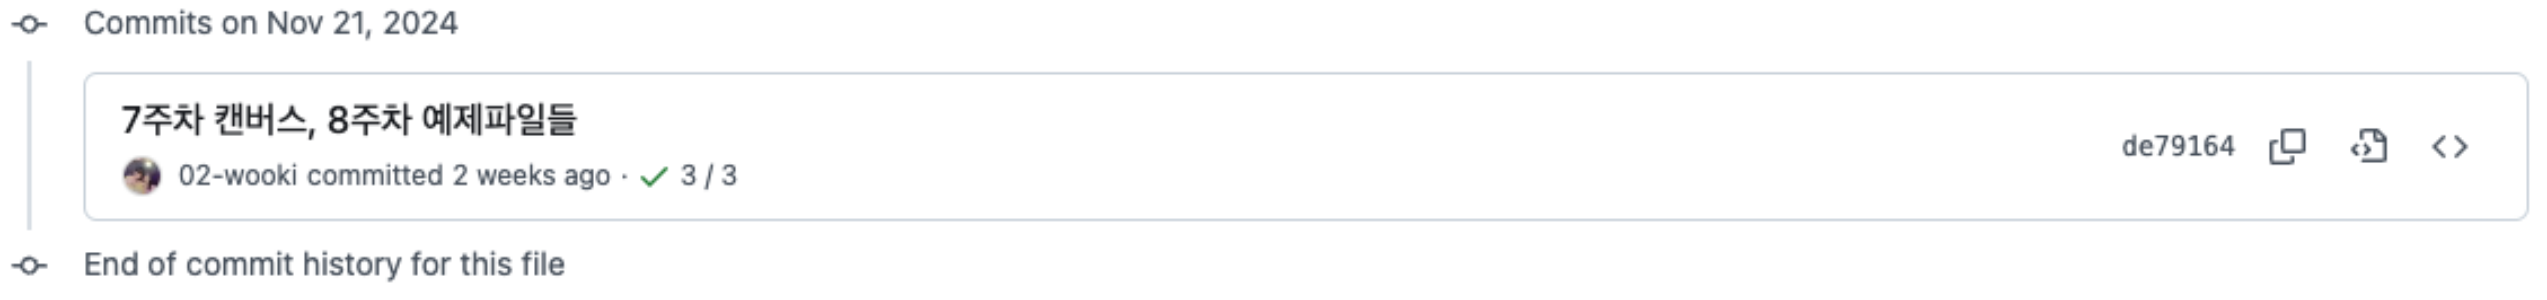 Commits on Nov 21, 2024
7주차 캔버스, 8주차 예제파일들
02-wooki committed 2 weeks ago · ✓ 3 / 3
de79164
End of commit history for this file